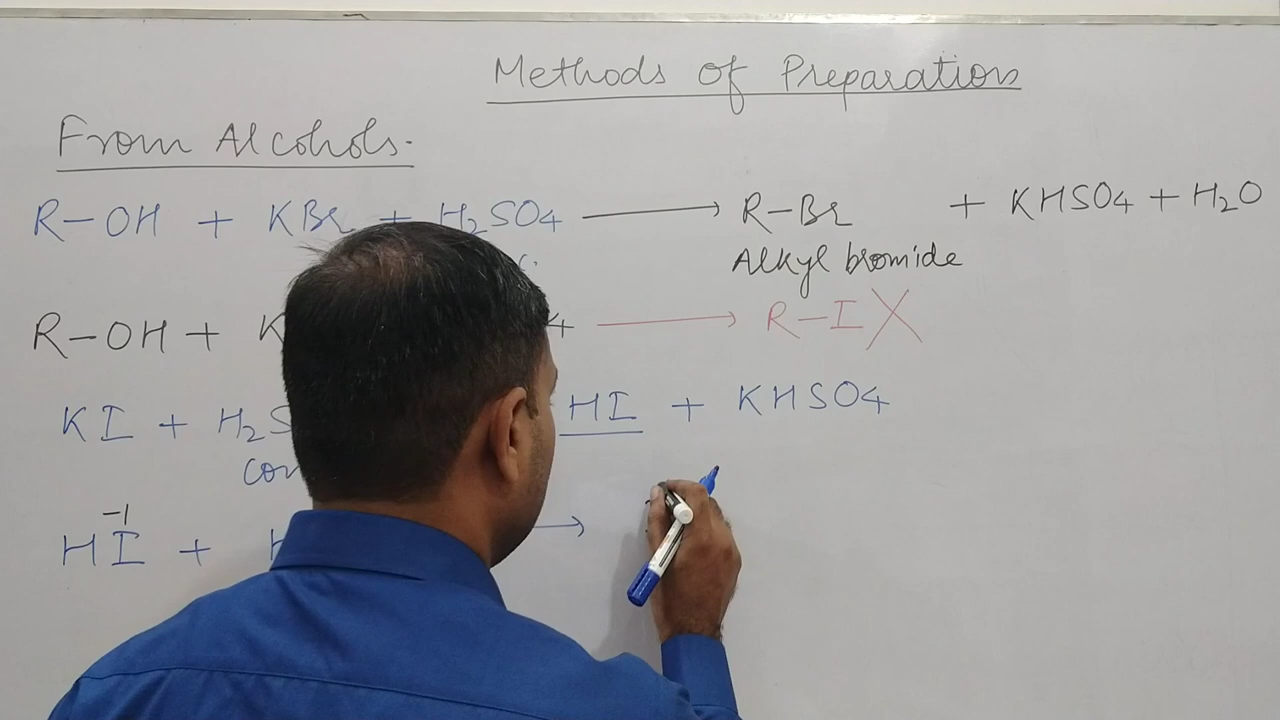 Methods of Preparation
From Alcohols.
R-OH + KBr + H₂SO₄ ⟶ R-Br + KHSO₄ + H₂O
Alkyl bromide
R-OH + K ⟶ R-I X
KI + H₂S HI + KHSO₄
con
-1
HI + H →